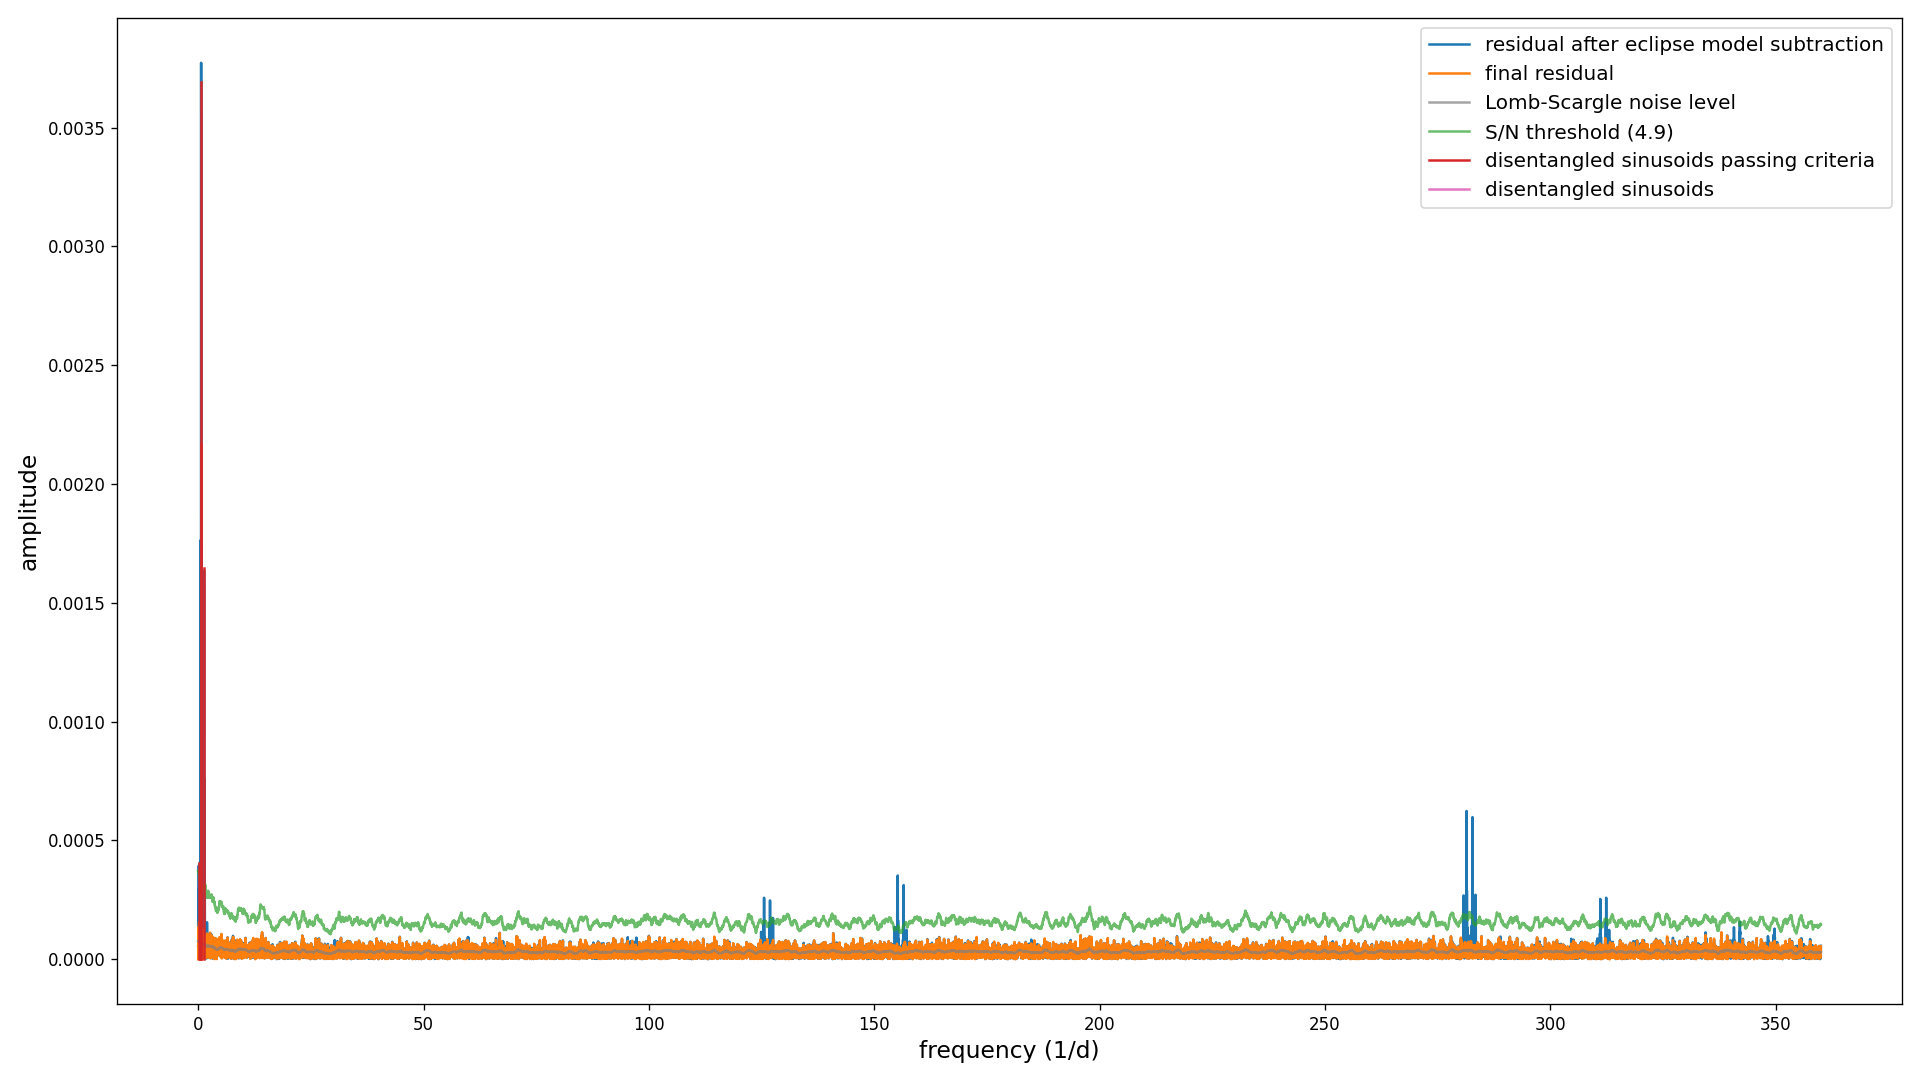 residual after eclipse model subtraction
final residual
Lomb-Scargle noise level
S/N threshold (4.9)
disentangled sinusoids passing criteria
disentangled sinusoids
amplitude
0.0035
0.0030
0.0025
0.0020
0.0015
0.0010
0.0005
0.0000
0 50 100 150 200 250 300 350
frequency (1/d)